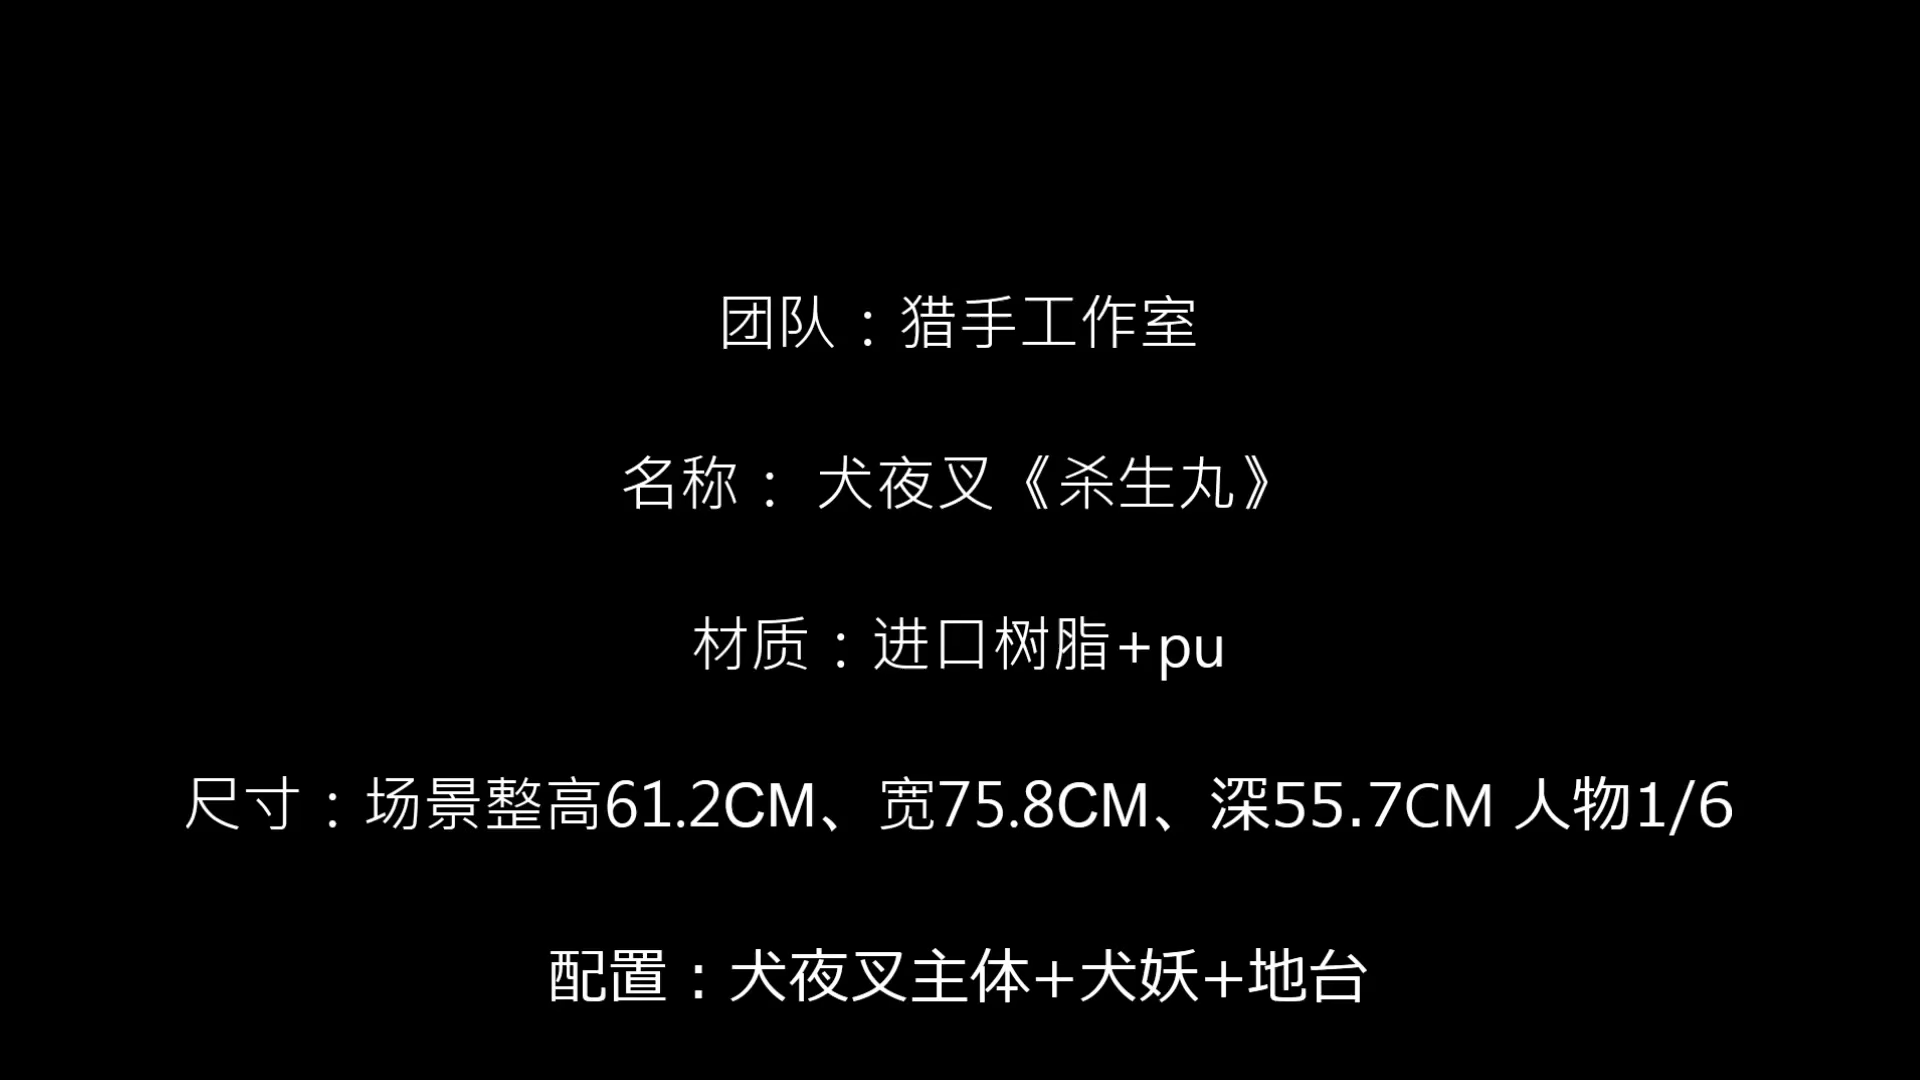 团队：猎手工作室
名称： 犬夜叉《杀生丸》
材质：进口树脂+pu
尺寸：场景整高61.2CM、宽75.8CM、深55.7CM 人物1/6
配置：犬夜叉主体+犬妖+地台